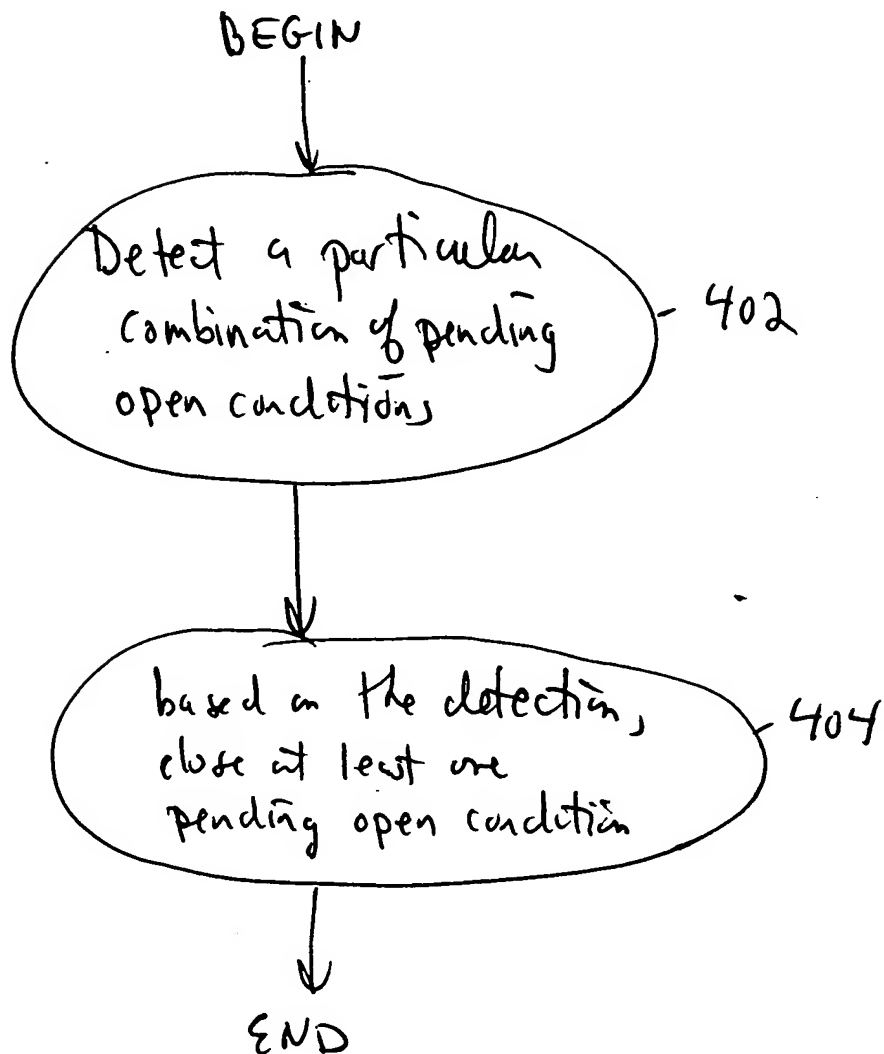 BEGIN
Detect a particular
combination of pending
open conditions
402
based on the detection,
close at least one
pending open condition
404
END